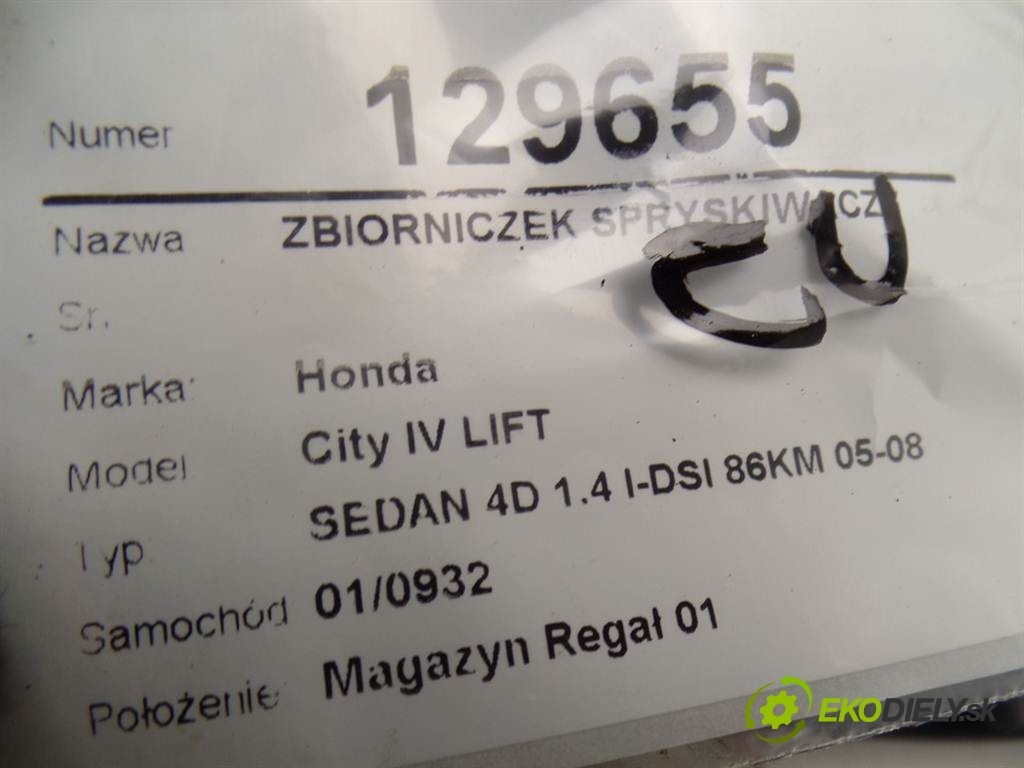 Numer 129655
Nazwa ZBIORNICZEK SPRYSKIWACZ
Sr.
Marka Honda
Model City IV LIFT
Typ SEDAN 4D 1.4 I-DSI 86KM 05-08
Samochód 01/0932
Położenie Magazyn Regał 01
EKODIELY.sk